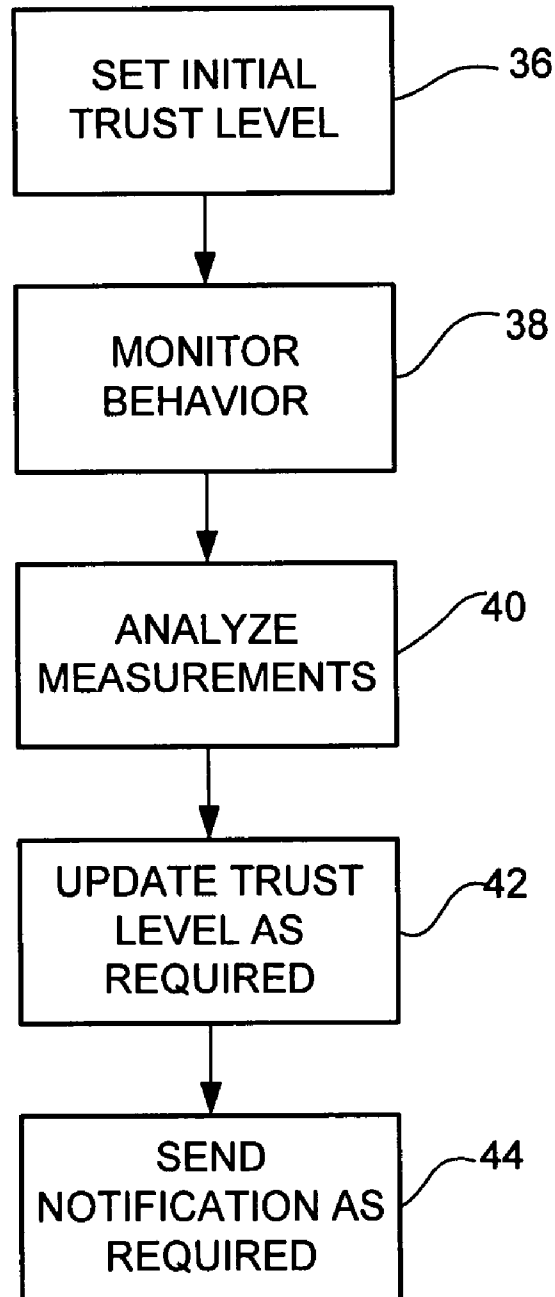 SET INITIAL
TRUST LEVEL
36
MONITOR
BEHAVIOR
38
ANALYZE
MEASUREMENTS
40
UPDATE TRUST
LEVEL AS
REQUIRED
42
SEND
NOTIFICATION AS
REQUIRED
44